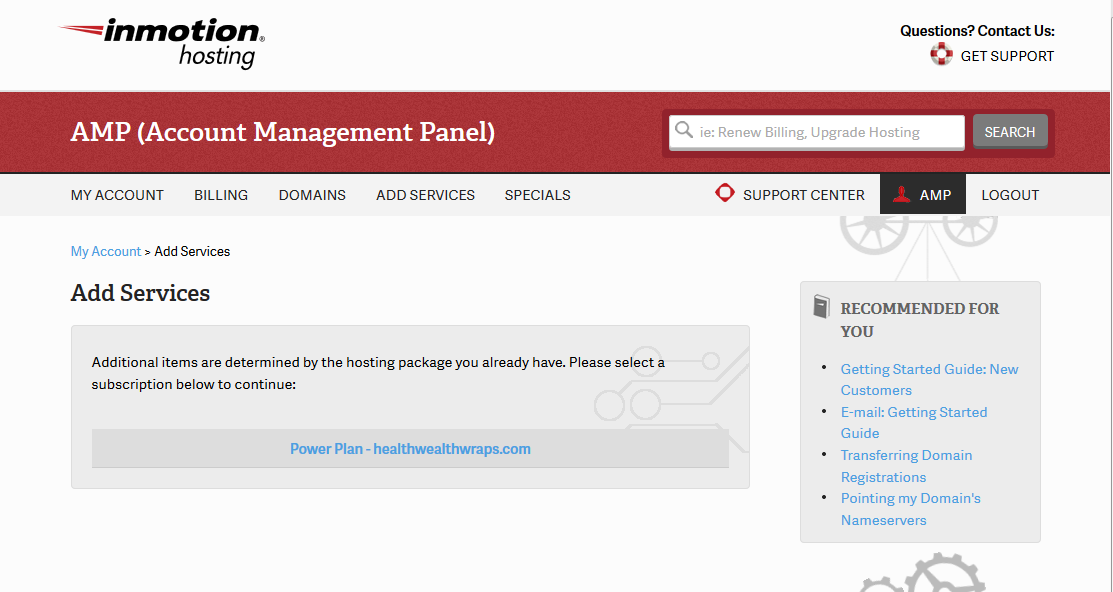 inmotion®
hosting
Questions? Contact Us:
GET SUPPORT
AMP (Account Management Panel)
ie: Renew Billing, Upgrade Hosting
SEARCH
MY ACCOUNT BILLING DOMAINS ADD SERVICES SPECIALS SUPPORT CENTER AMP LOGOUT
My Account > Add Services
Add Services
Additional items are determined by the hosting package you already have. Please select a
subscription below to continue:
Power Plan - healthwealthwraps.com
RECOMMENDED FOR
YOU
• Getting Started Guide: New
Customers
• E-mail: Getting Started
Guide
• Transferring Domain
Registrations
• Pointing my Domain's
Nameservers